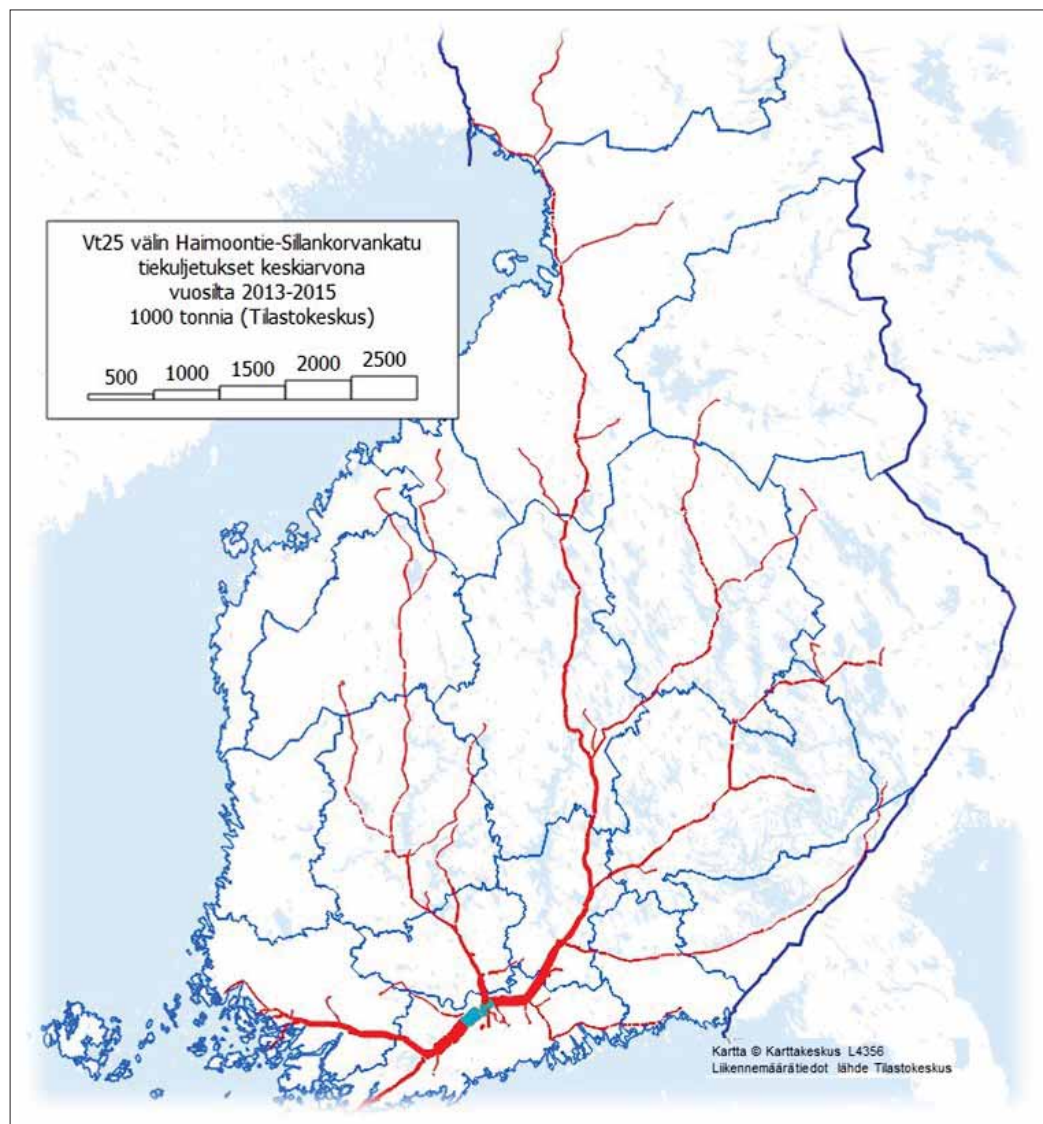 Vt25 välin Haimoontie-Sillankorvankatu
tiekuljetukset keskiarvona
vuosilta 2013-2015
1000 tonnia (Tilastokeskus)
500 1000 1500 2000 2500
Kartta © Karttakeskus L4356
Liikennemäärätiedot lähde Tilastokeskus